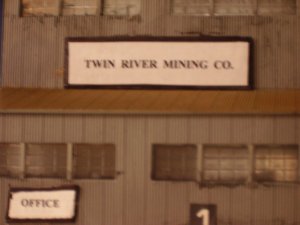 TWIN RIVER MINING CO.
OFFICE
1